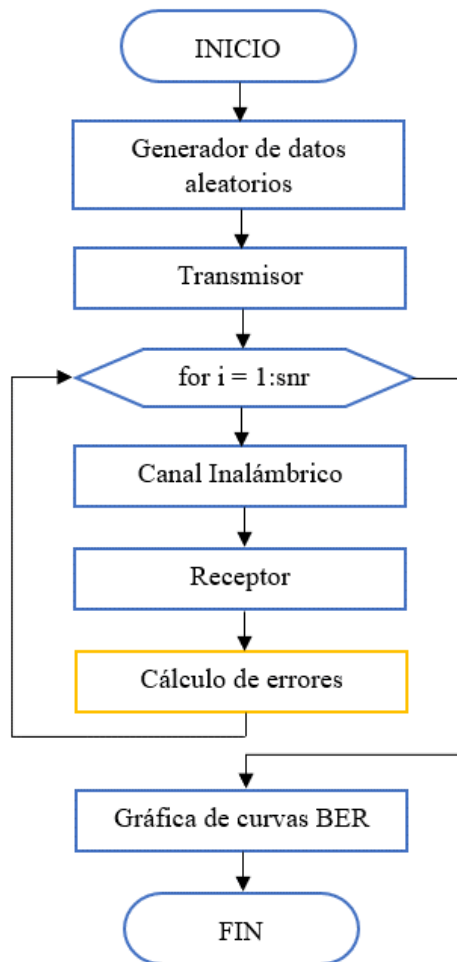 INICIO
Generador de datos
aleatorios
Transmisor
for i = 1:snr
Canal Inalámbrico
Receptor
Cálculo de errores
Gráfica de curvas BER
FIN